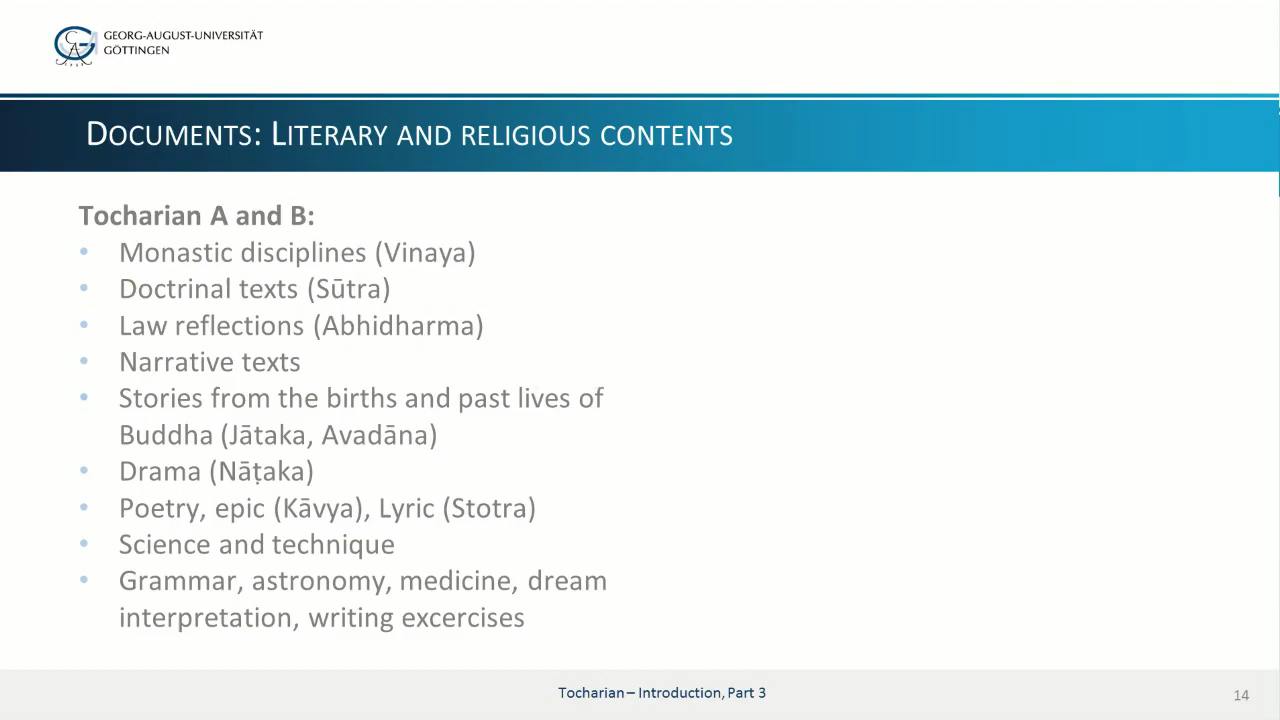 GEORG-AUGUST-UNIVERSITÄT
GÖTTINGEN
DOCUMENTS: LITERARY AND RELIGIOUS CONTENTS
Tocharian A and B:
• Monastic disciplines (Vinaya)
• Doctrinal texts (Sūtra)
• Law reflections (Abhidharma)
• Narrative texts
• Stories from the births and past lives of
Buddha (Jātaka, Avadāna)
• Drama (Nāṭaka)
• Poetry, epic (Kāvya), Lyric (Stotra)
• Science and technique
• Grammar, astronomy, medicine, dream
interpretation, writing excercises
Tocharian – Introduction, Part 3
14